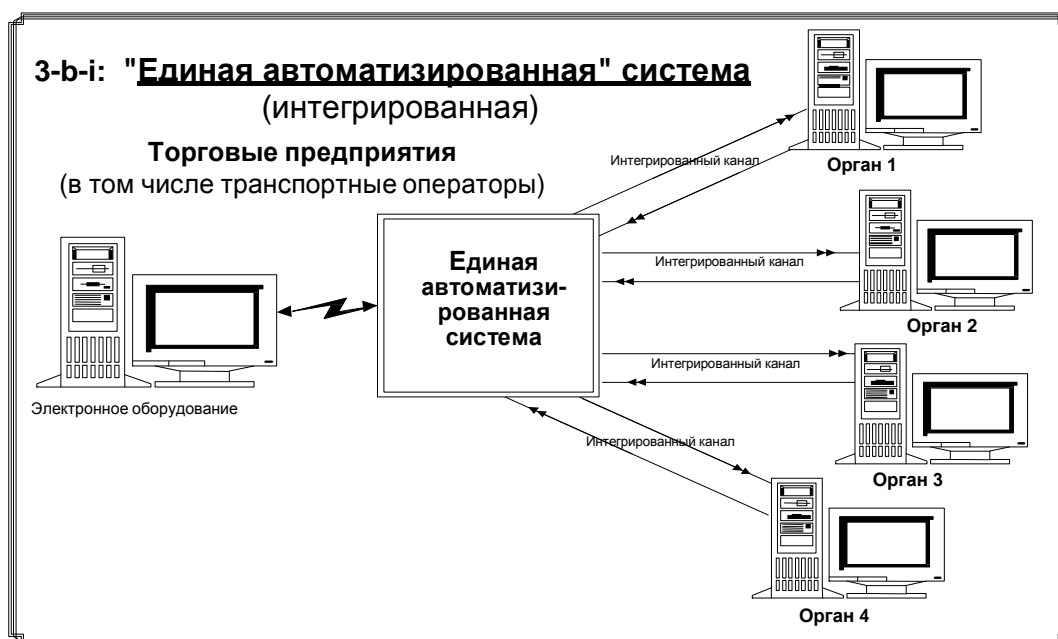 3-b-i: "Единая автоматизированная" система
(интегрированная)
Торговые предприятия
(в том числе транспортные операторы)
Интегрированный канал
Орган 1
Единая
автоматизи-
рованная
система
Интегрированный канал
Орган 2
Интегрированный канал
Электронное оборудование
Интегрированный канал
Орган 3
Орган 4